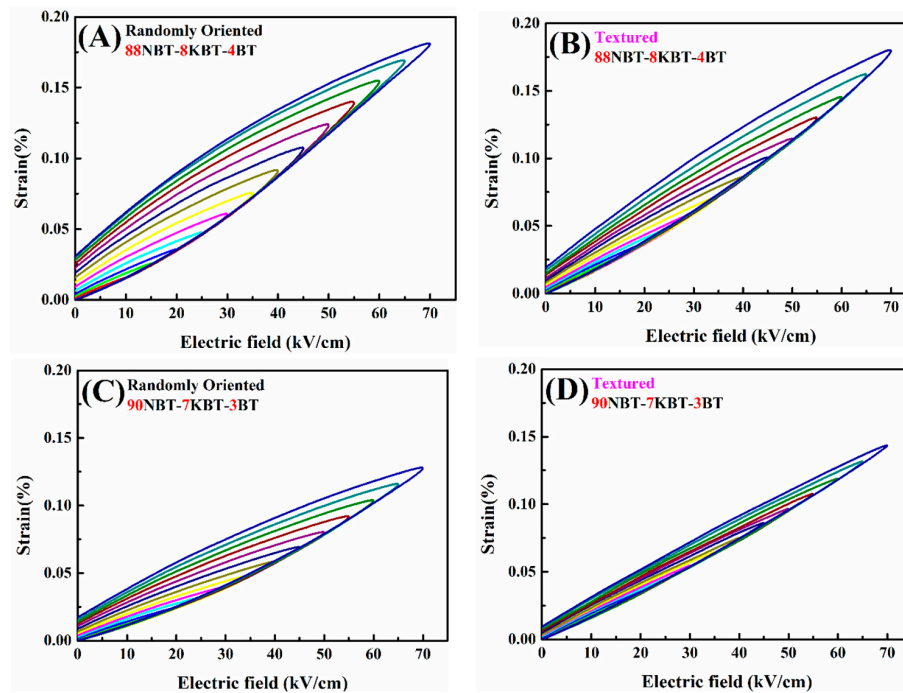 (A) Randomly Oriented
88NBT-8KBT-4BT
Strain(%)
0.20
0.15
0.10
0.05
0.00
0 10 20 30 40 50 60 70
Electric field (kV/cm)
(B) Textured
88NBT-8KBT-4BT
Strain(%)
0.20
0.15
0.10
0.05
0.00
0 10 20 30 40 50 60 70
Electric field (kV/cm)
(C) Randomly Oriented
90NBT-7KBT-3BT
Strain(%)
0.20
0.15
0.10
0.05
0.00
0 10 20 30 40 50 60 70
Electric field (kV/cm)
(D) Textured
90NBT-7KBT-3BT
Strain(%)
0.20
0.15
0.10
0.05
0.00
0 10 20 30 40 50 60 70
Electric field (kV/cm)